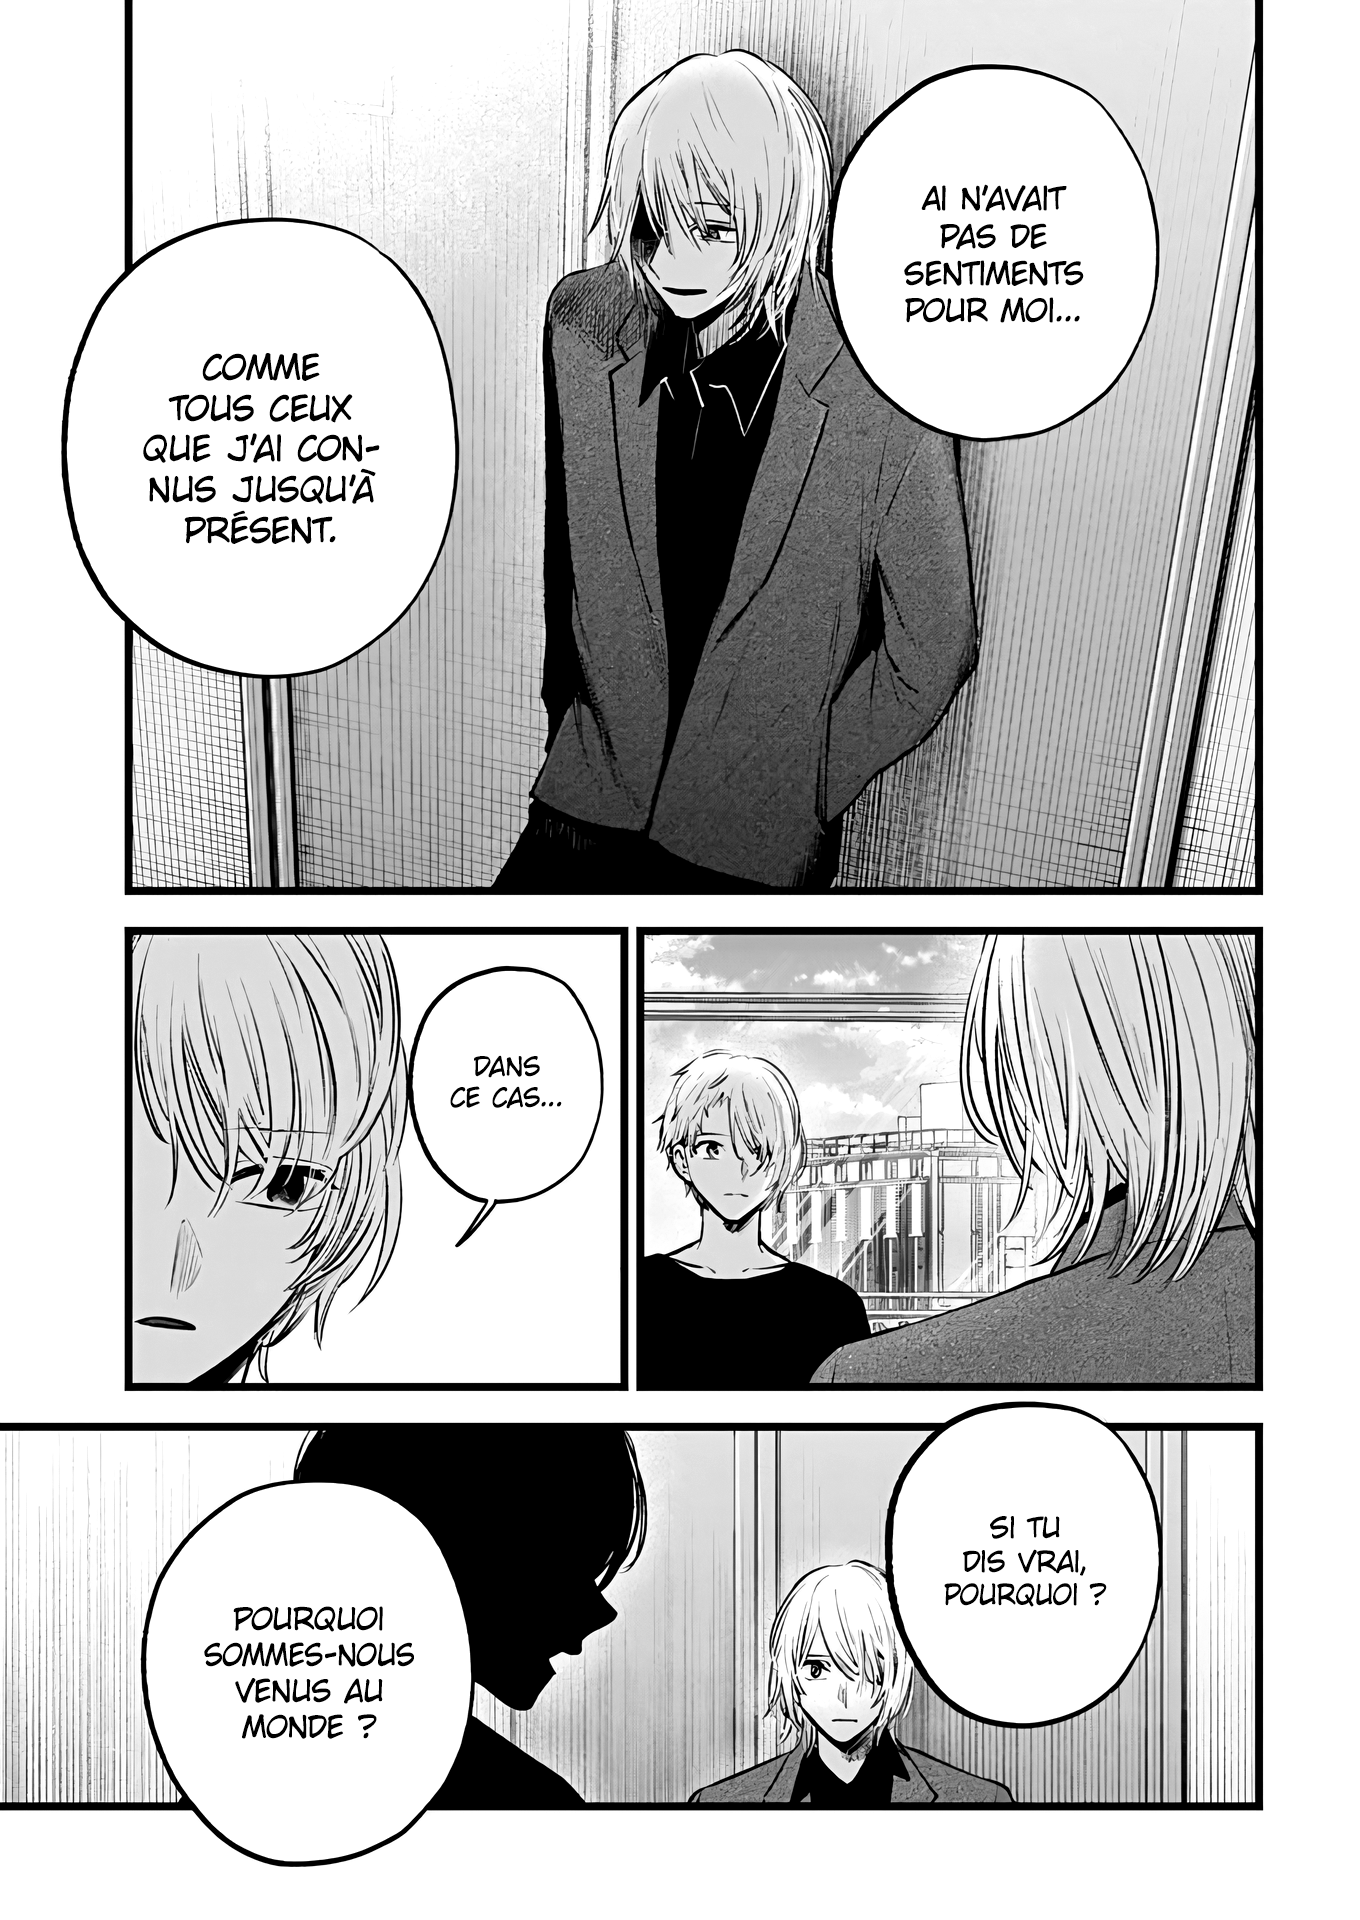 AI N'AVAIT
PAS DE
SENTIMENTS
POUR MOI...
COMME
TOUS CEUX
QUE J'AI CON-
NUS JUSQU'À
PRÉSENT.
DANS
CE CAS...
SI TU
DIS VRAI,
POURQUOI ?
POURQUOI
SOMMES-NOUS
VENUS AU
MONDE ?